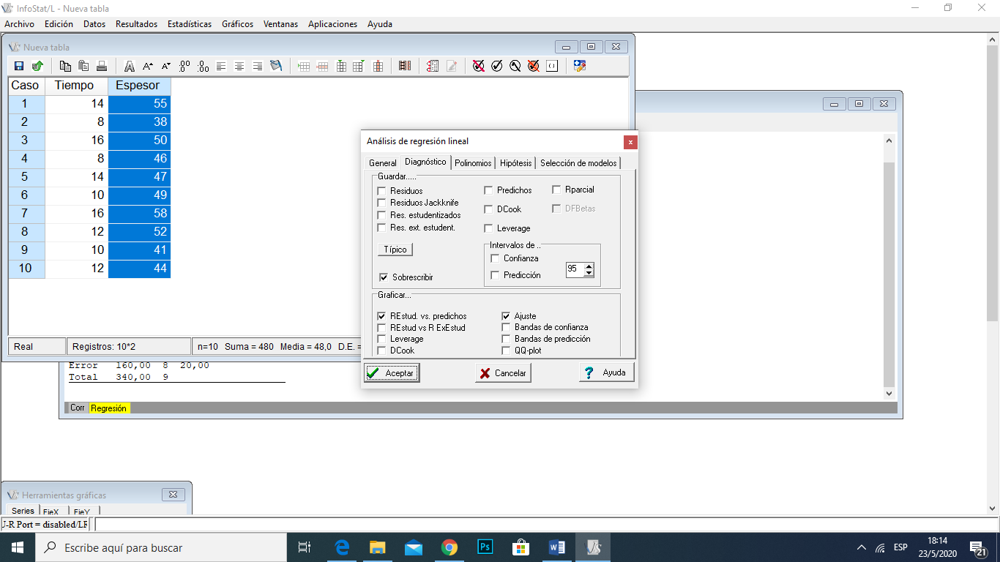 InfoStat/L - Nueva tabla
Archivo Edición Datos Resultados Estadísticas Gráficos Ventanas Aplicaciones Ayuda
Nueva tabla
Caso Tiempo Espesor
1 14 55
2 8 38
3 16 50
4 8 46
5 14 47
6 10 49
7 16 58
8 12 52
9 10 41
10 12 44
Real Registros: 10*2 n=10 Suma = 480 Media = 48,0 D.E. =
Error 160,00 8 20,00
Total 340,00 9
Corr Regresión
Análisis de regresión lineal
General Diagnóstico Polinomios Hipótesis Selección de modelos
Guardar.....
Residuos Predichos Rparcial
Residuos Jackknife
Res. estudentizados DCook DFBetas
Res. ext. estudent. Leverage
Típico
Intervalos de ..
Confianza
Predicción 95
Sobrescribir
Graficar...
REstud. vs. predichos Ajuste
REstud vs R ExEstud Bandas de confianza
Leverage Bandas de predicción
DCook QQ-plot
Aceptar Cancelar Ayuda
Herramientas gráficas
Series EjeX EjeY
J-R Port = disabled/LF
Escribe aquí para buscar
Ps
ESP
18:14
23/5/2020
21